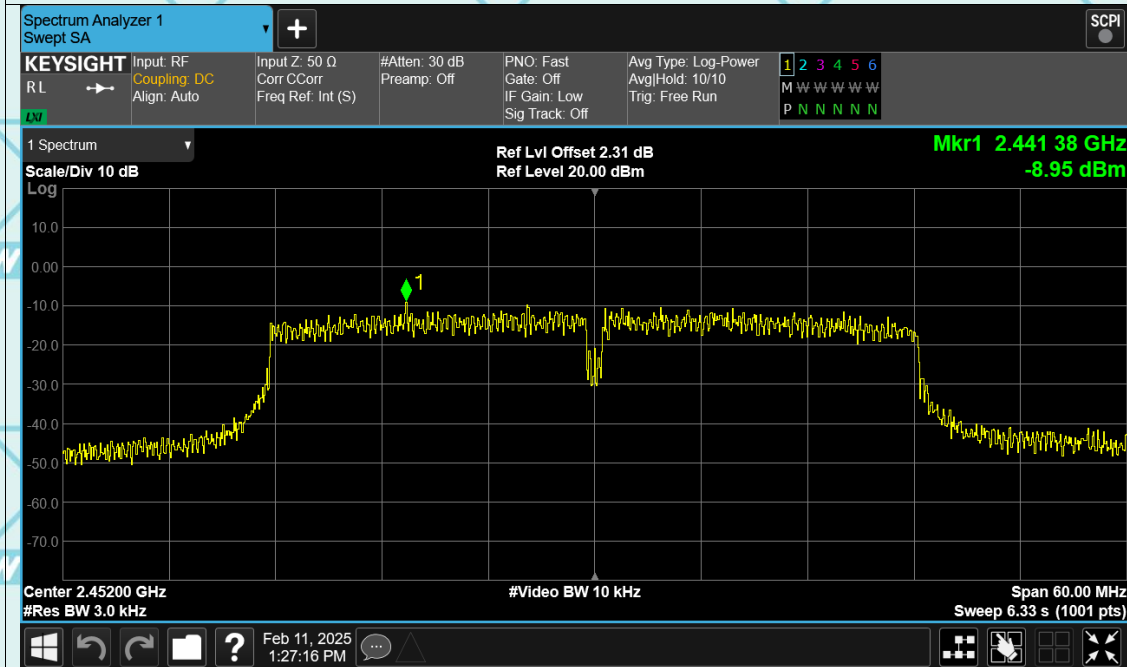 Spectrum Analyzer 1
Swept SA
SCPI
KEYSIGHT
RL
LXI
Input: RF
Coupling: DC
Align: Auto
Input Z: 50 Ω
Corr CCorr
Freq Ref: Int (S)
#Atten: 30 dB
Preamp: Off
PNO: Fast
Gate: Off
IF Gain: Low
Sig Track: Off
Avg Type: Log-Power
Avg|Hold: 10/10
Trig: Free Run
1 2 3 4 5 6
M W W W W W
P N N N N N
1 Spectrum
Scale/Div 10 dB
Log
Ref Lvl Offset 2.31 dB
Ref Level 20.00 dBm
Mkr1 2.441 38 GHz
-8.95 dBm
10.0
0.00
-10.0
-20.0
-30.0
-40.0
-50.0
-60.0
-70.0
1
Center 2.45200 GHz
#Res BW 3.0 kHz
#Video BW 10 kHz
Span 60.00 MHz
Sweep 6.33 s (1001 pts)
Feb 11, 2025
1:27:16 PM